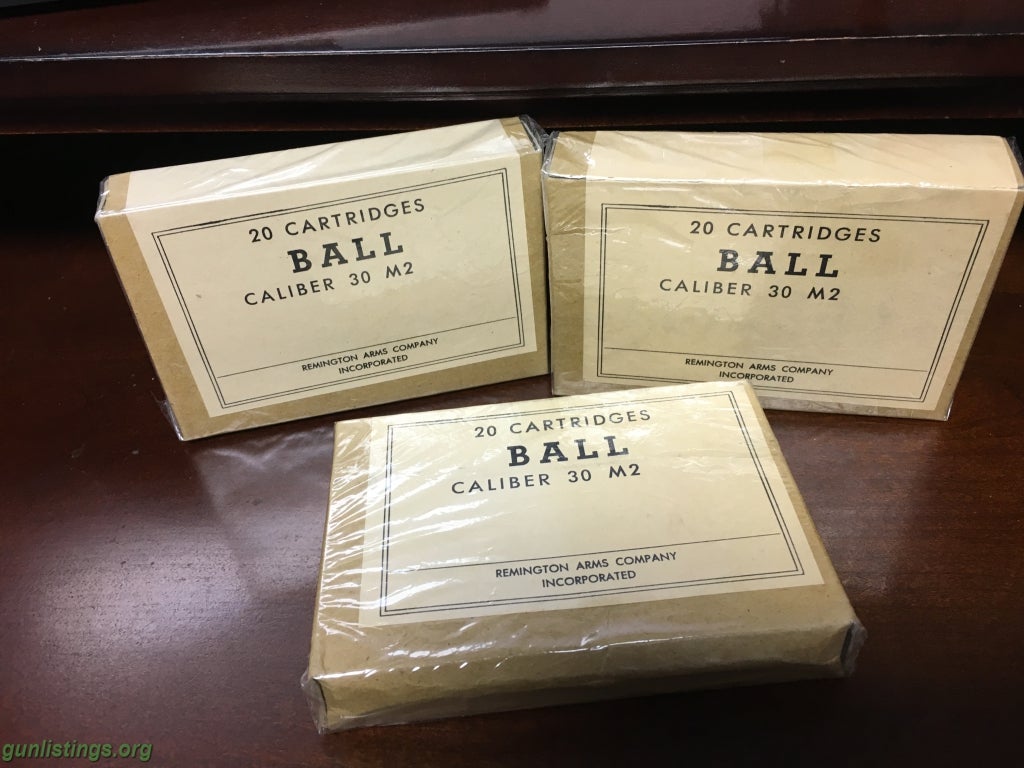 20 CARTRIDGES
BALL
CALIBER 30 M2
REMINGTON ARMS COMPANY
INCORPORATED
20 CARTRIDGES
BALL
CALIBER 30 M2
REMINGTON ARMS COMPANY
INCORPORATED
20 CARTRIDGES
BALL
CALIBER 30 M2
REMINGTON ARMS COMPANY
INCORPORATED
gunlistings.org